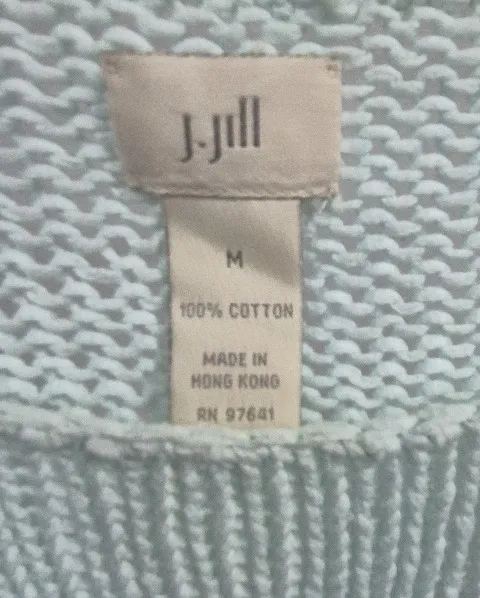 J.Jill
M
100% COTTON
MADE IN
HONG KONG
RN 97641